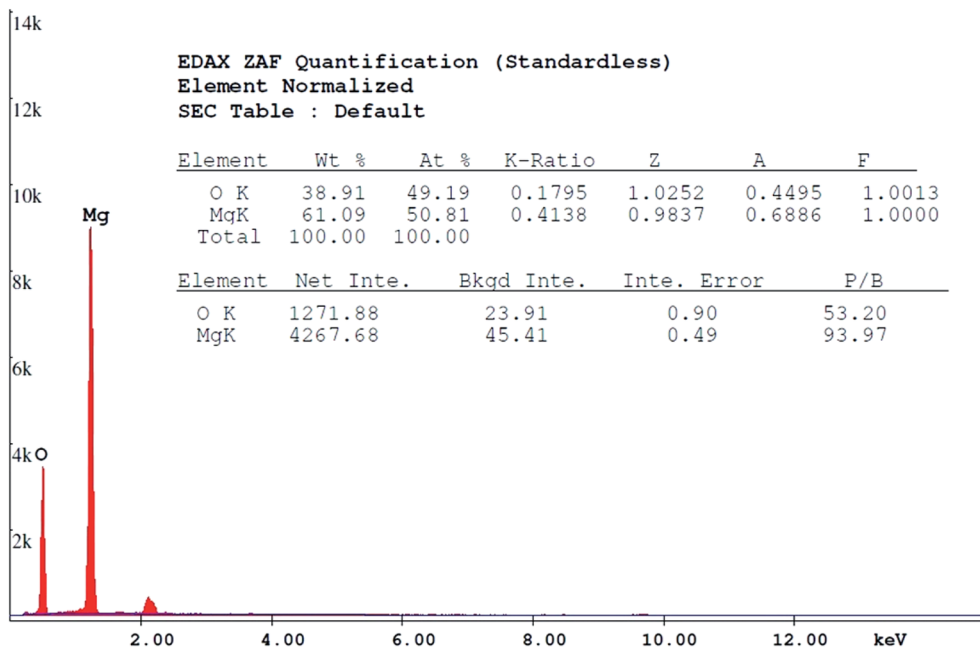 14k
EDAX ZAF Quantification (Standardless)
Element Normalized
SEC Table : Default
12k
Element Wt % At % K-Ratio Z A F
10k
O K 38.91 49.19 0.1795 1.0252 0.4495 1.0013
Mg
MgK 61.09 50.81 0.4138 0.9837 0.6886 1.0000
Total 100.00 100.00
8k
Element Net Inte. Bkgd Inte. Inte. Error P/B
O K 1271.88 23.91 0.90 53.20
MgK 4267.68 45.41 0.49 93.97
6k
4k O
2k
2.00 4.00 6.00 8.00 10.00 12.00 keV